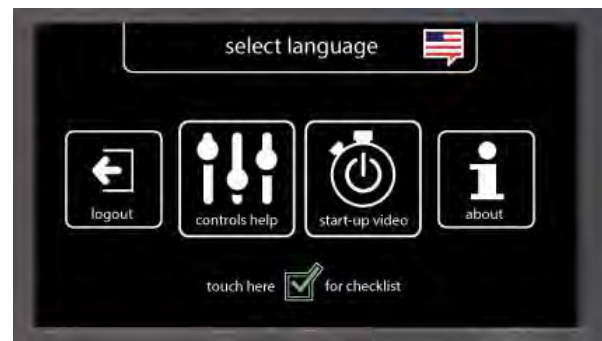 select language
logout
controls help
start-up video
about
touch here for checklist